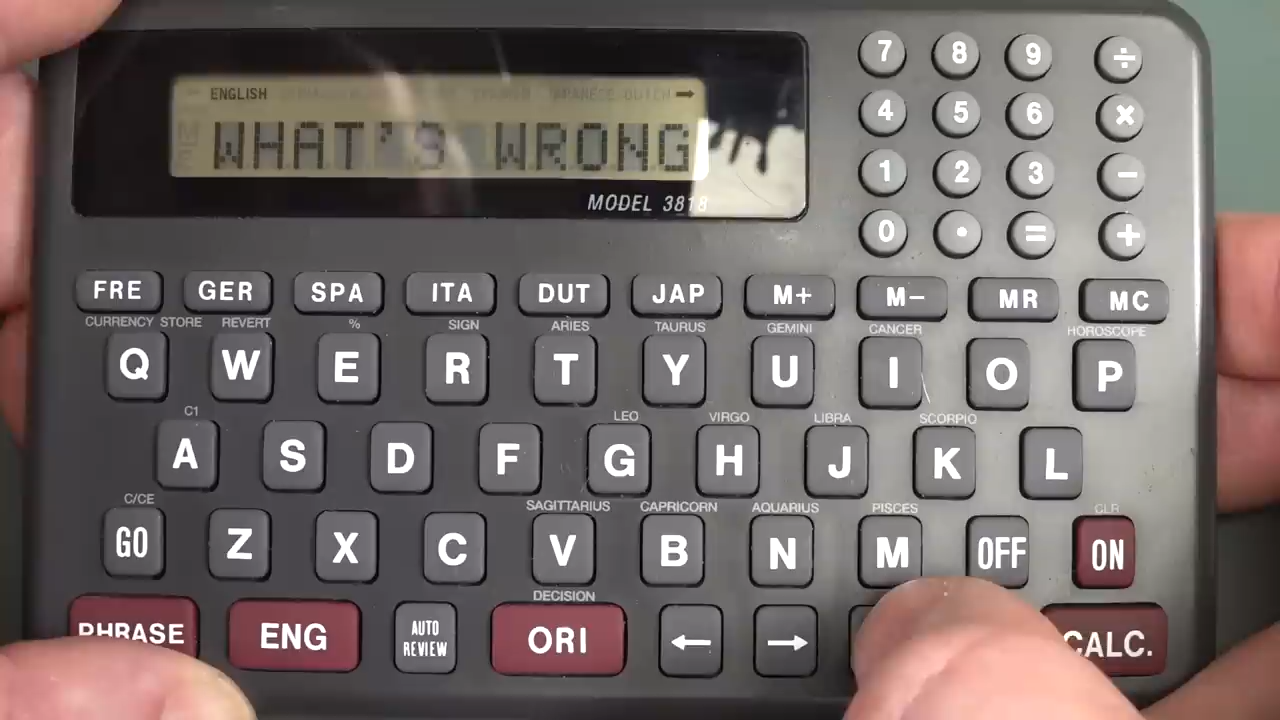 ENGLISH
WHAT'S WRONG
MODEL 3818
7 8 9 ÷
4 5 6 ×
1 2 3 −
0 . = +
FRE GER SPA ITA DUT JAP M+ M− MR MC
CURRENCY STORE REVERT % SIGN ARIES TAURUS GEMINI CANCER HOROSCOPE
Q W E R T Y U I O P
C1 LEO VIRGO LIBRA SCORPIO
A S D F G H J K L
C/CE SAGITTARIUS CAPRICORN AQUARIUS PISCES CLR
GO Z X C V B N M OFF ON
DECISION
PHRASE ENG AUTO REVIEW ORI ← → CALC.